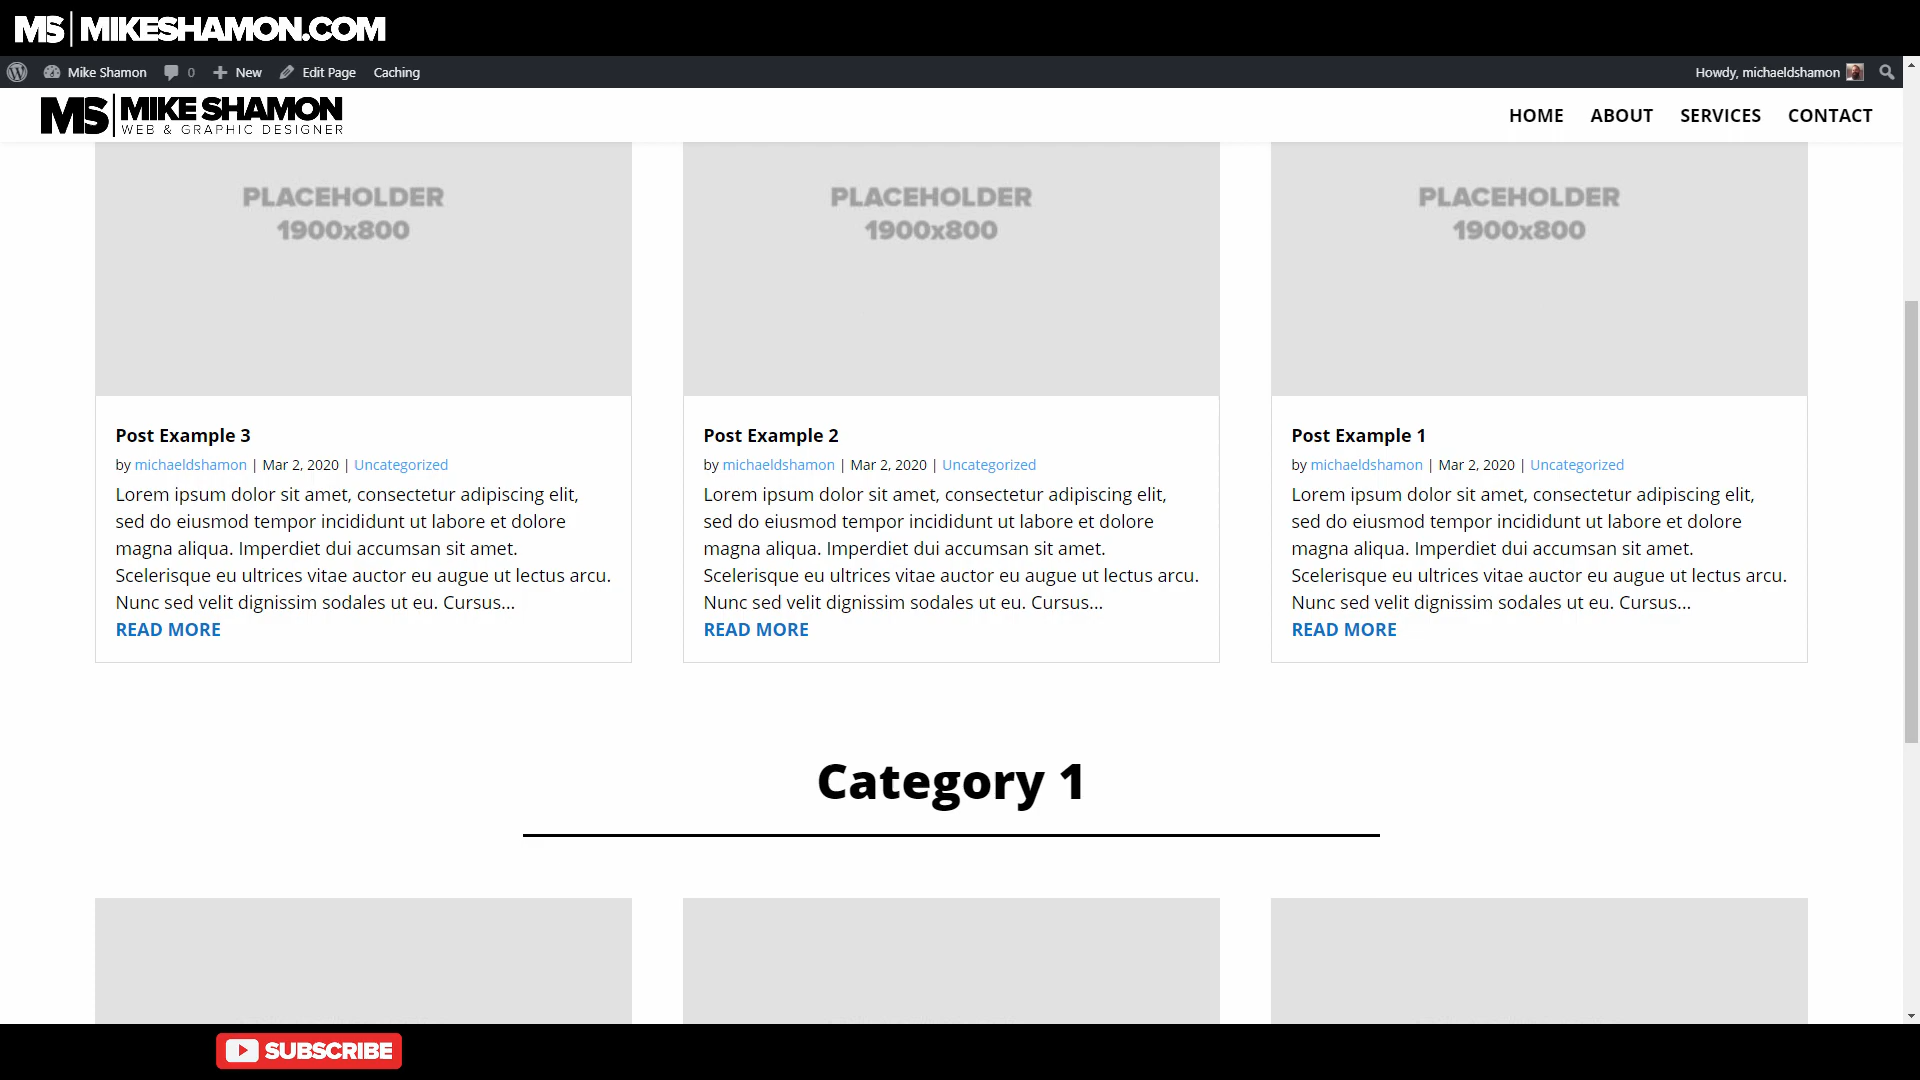 MS MIKESHAMON.COM
Mike Shamon 0 New Edit Page Caching Howdy, michaeldshamon
MS MIKE SHAMON
WEB & GRAPHIC DESIGNER
HOME ABOUT SERVICES CONTACT
PLACEHOLDER
1900x800
PLACEHOLDER
1900x800
PLACEHOLDER
1900x800
Post Example 3
by michaeldshamon | Mar 2, 2020 | Uncategorized
Lorem ipsum dolor sit amet, consectetur adipiscing elit,
sed do eiusmod tempor incididunt ut labore et dolore
magna aliqua. Imperdiet dui accumsan sit amet.
Scelerisque eu ultrices vitae auctor eu augue ut lectus arcu.
Nunc sed velit dignissim sodales ut eu. Cursus...
READ MORE
Post Example 2
by michaeldshamon | Mar 2, 2020 | Uncategorized
Lorem ipsum dolor sit amet, consectetur adipiscing elit,
sed do eiusmod tempor incididunt ut labore et dolore
magna aliqua. Imperdiet dui accumsan sit amet.
Scelerisque eu ultrices vitae auctor eu augue ut lectus arcu.
Nunc sed velit dignissim sodales ut eu. Cursus...
READ MORE
Post Example 1
by michaeldshamon | Mar 2, 2020 | Uncategorized
Lorem ipsum dolor sit amet, consectetur adipiscing elit,
sed do eiusmod tempor incididunt ut labore et dolore
magna aliqua. Imperdiet dui accumsan sit amet.
Scelerisque eu ultrices vitae auctor eu augue ut lectus arcu.
Nunc sed velit dignissim sodales ut eu. Cursus...
READ MORE
Category 1
SUBSCRIBE